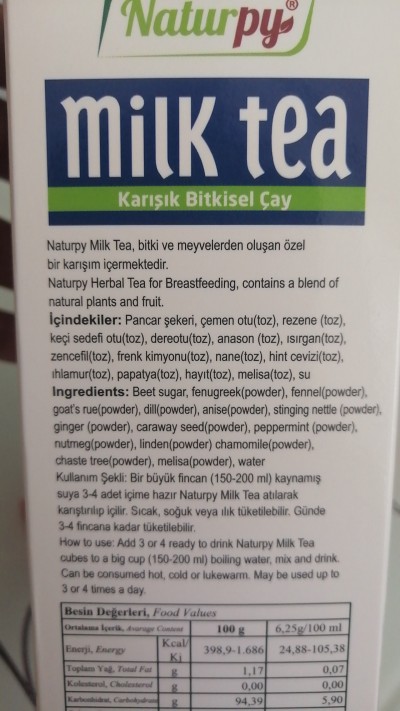 Naturpy®
milk tea
Karışık Bitkisel Çay
Naturpy Milk Tea, bitki ve meyvelerden oluşan özel
bir karışım içermektedir.
Naturpy Herbal Tea for Breastfeeding, contains a blend of
natural plants and fruit.
İçindekiler: Pancar şekeri, çemen otu(toz), rezene (toz),
keçi sedefi otu(toz), dereotu(toz), anason (toz), ısırgan(toz),
zencefil(toz), frenk kimyonu(toz), nane(toz), hint cevizi(toz),
ıhlamur(toz), papatya(toz), hayıt(toz), melisa(toz), su
Ingredients: Beet sugar, fenugreek(powder), fennel(powder),
goat's rue(powder), dill(powder), anise(powder), stinging nettle (powder),
ginger (powder), caraway seed(powder), peppermint (powder),
nutmeg(powder), linden(powder) chamomile(powder),
chaste tree(powder), melisa(powder), water
Kullanım Şekli: Bir büyük fincan (150-200 ml) kaynamış
suya 3-4 adet içime hazır Naturpy Milk Tea atılarak
karıştırılıp içilir. Sıcak, soğuk veya ılık tüketilebilir. Günde
3-4 fincana kadar tüketilebilir.
How to use: Add 3 or 4 ready to drink Naturpy Milk Tea
cubes to a big cup (150-200 ml) boiling water, mix and drink.
Can be consumed hot, cold or lukewarm. May be used up to
3 or 4 times a day.
Besin Değerleri, Food Values
Ortalama İçerik, Avarage Content 100 g 6,25g/100 ml
Enerji, Energy Kcal/Kj 398,9-1.686 24,88-105,38
Toplam Yağ, Total Fat g 1,17 0,07
Kolesterol, Cholesterol g 0,00 0,00
Karbonhidrat, Carbohydrate g 94,39 5,90